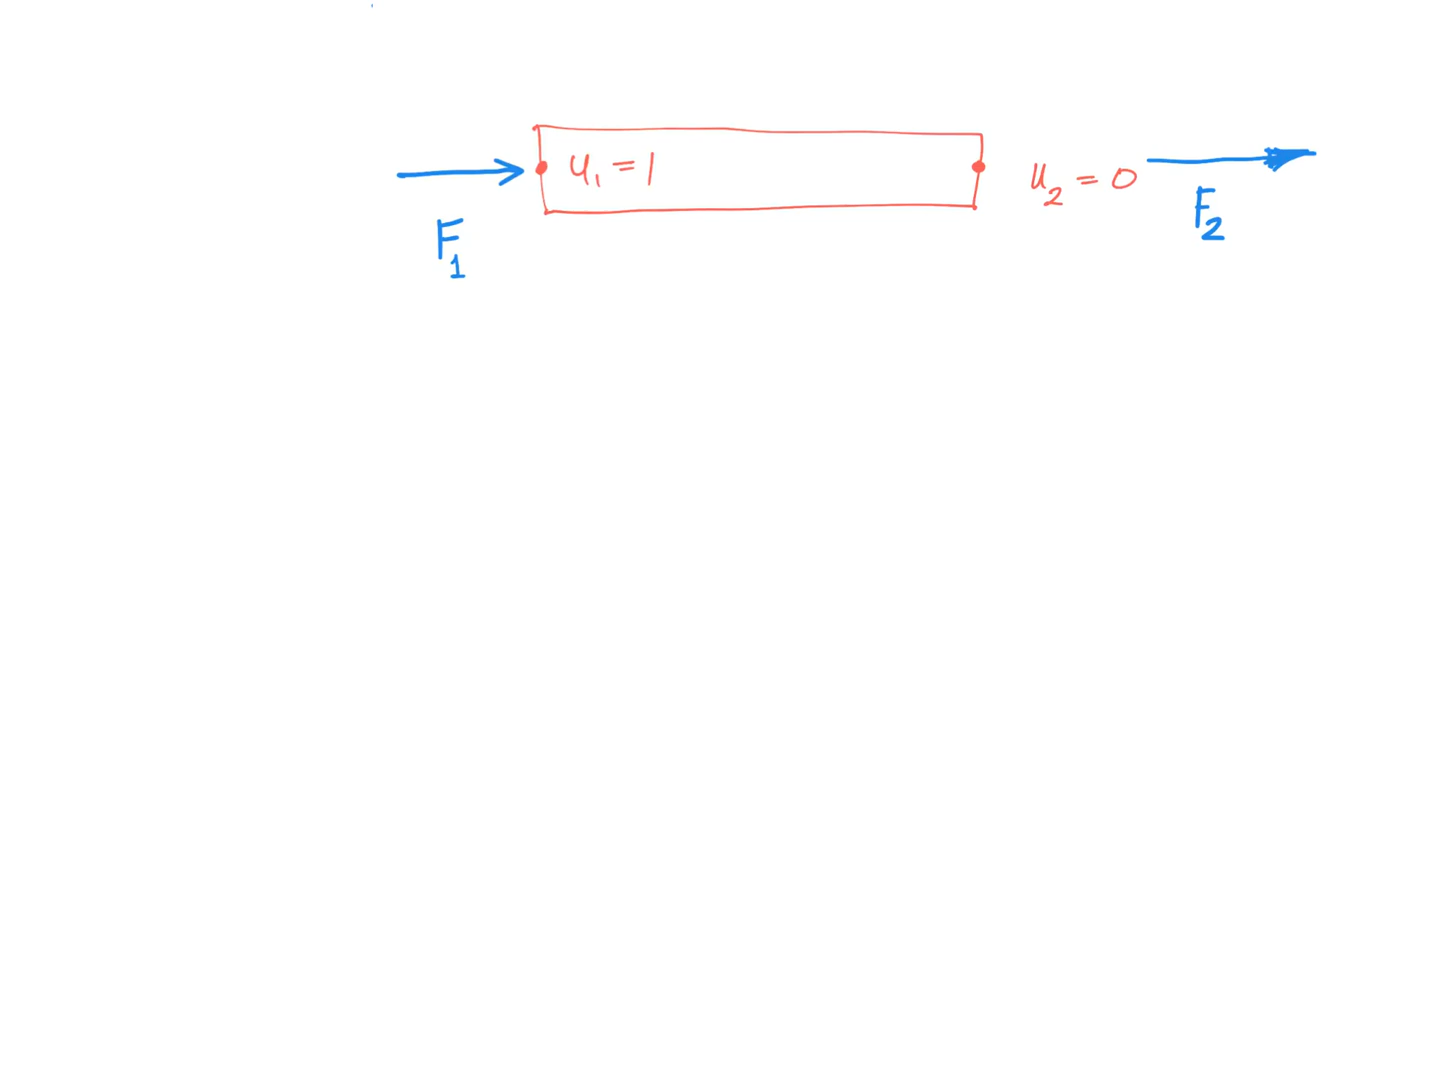 u₁ = 1
u₂ = 0
F₁
F₂